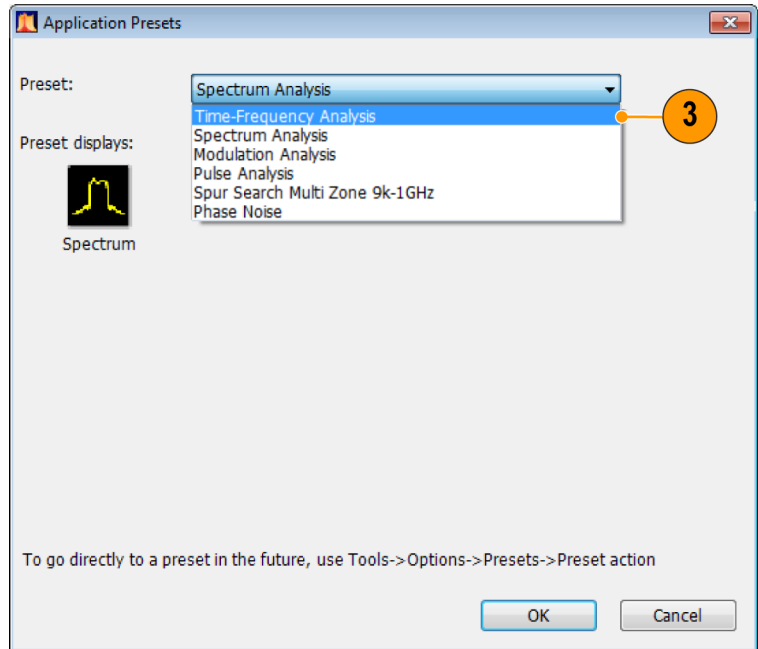 Application Presets
Preset:
Spectrum Analysis
Time-Frequency Analysis
3
Spectrum Analysis
Modulation Analysis
Pulse Analysis
Spur Search Multi Zone 9k-1GHz
Phase Noise
Preset displays:
Spectrum
To go directly to a preset in the future, use Tools->Options->Presets->Preset action
OK
Cancel